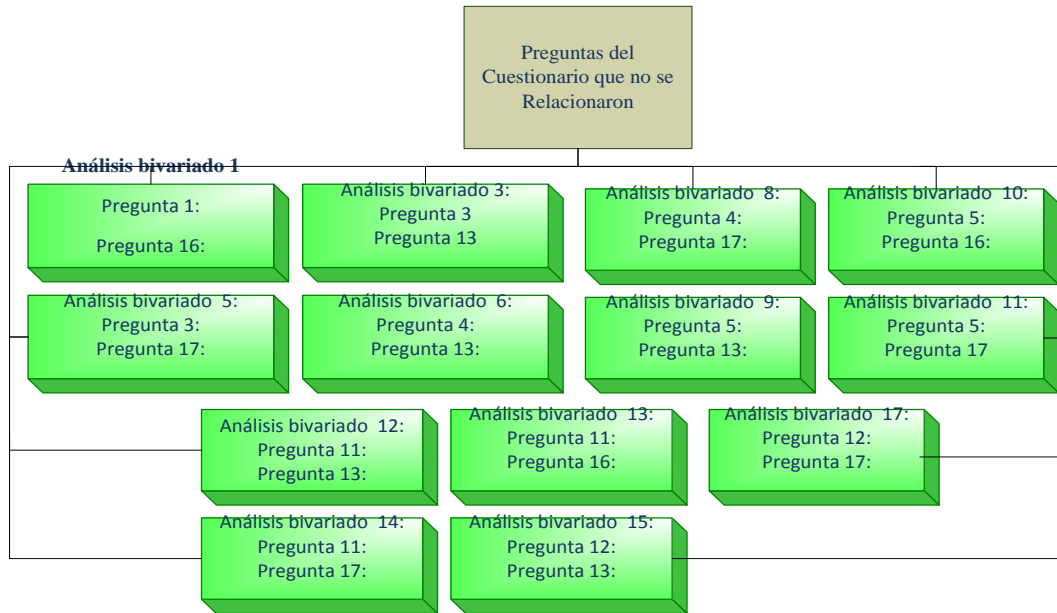 Preguntas del
Cuestionario que no se
Relacionaron
Análisis bivariado 1
Pregunta 1:
Pregunta 16:
Análisis bivariado 3:
Pregunta 3
Pregunta 13
Análisis bivariado 8:
Pregunta 4:
Pregunta 17:
Análisis bivariado 10:
Pregunta 5:
Pregunta 16:
Análisis bivariado 5:
Pregunta 3:
Pregunta 17:
Análisis bivariado 6:
Pregunta 4:
Pregunta 13:
Análisis bivariado 9:
Pregunta 5:
Pregunta 13:
Análisis bivariado 11:
Pregunta 5:
Pregunta 17
Análisis bivariado 12:
Pregunta 11:
Pregunta 13:
Análisis bivariado 13:
Pregunta 11:
Pregunta 16:
Análisis bivariado 17:
Pregunta 12:
Pregunta 17:
Análisis bivariado 14:
Pregunta 11:
Pregunta 17:
Análisis bivariado 15:
Pregunta 12:
Pregunta 13: